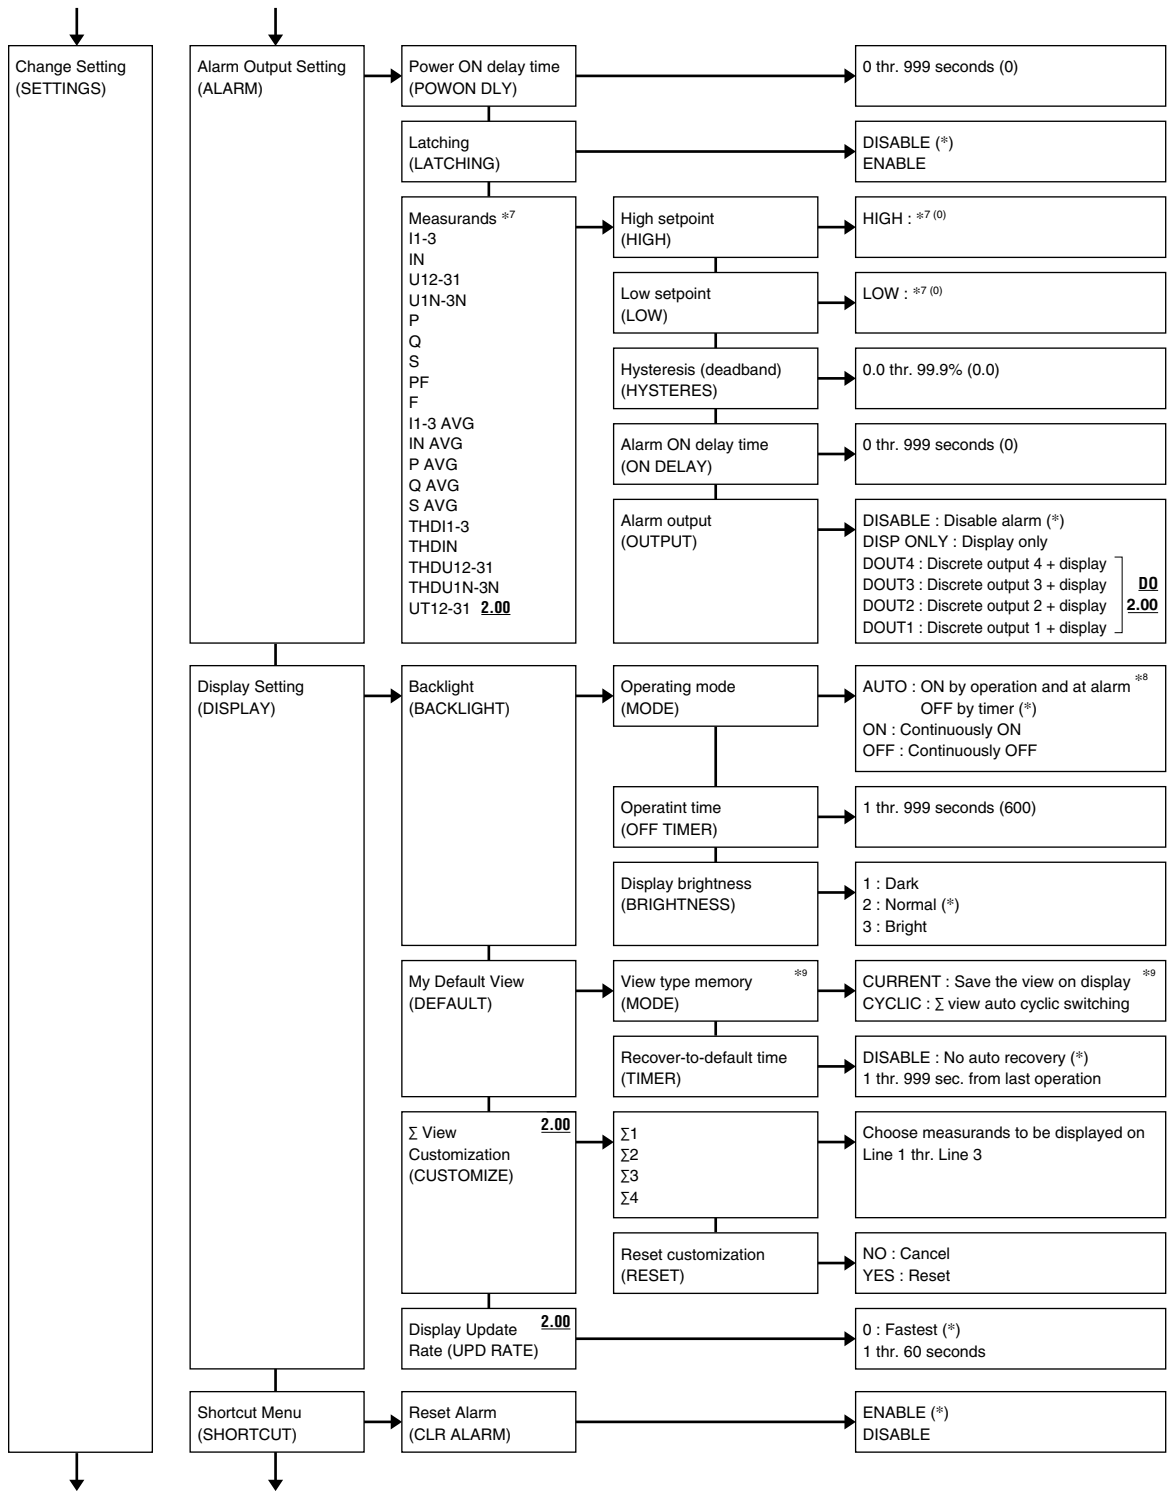 Change Setting
(SETTINGS)
Alarm Output Setting
(ALARM)
Power ON delay time
(POWON DLY)
0 thr. 999 seconds (0)
Latching
(LATCHING)
DISABLE (*)
ENABLE
Measurands *7
I1-3
IN
U12-31
U1N-3N
P
Q
S
PF
F
I1-3 AVG
IN AVG
P AVG
Q AVG
S AVG
THDI1-3
THDIN
THDU12-31
THDU1N-3N
UT12-31 2.00
High setpoint
(HIGH)
HIGH : *7 (0)
Low setpoint
(LOW)
LOW : *7 (0)
Hysteresis (deadband)
(HYSTERES)
0.0 thr. 99.9% (0.0)
Alarm ON delay time
(ON DELAY)
0 thr. 999 seconds (0)
Alarm output
(OUTPUT)
DISABLE : Disable alarm (*)
DISP ONLY : Display only
DOUT4 : Discrete output 4 + display
DOUT3 : Discrete output 3 + display
DOUT2 : Discrete output 2 + display
DOUT1 : Discrete output 1 + display
DO
2.00
Display Setting
(DISPLAY)
Backlight
(BACKLIGHT)
Operating mode
(MODE)
AUTO : ON by operation and at alarm *8
OFF by timer (*)
ON : Continuously ON
OFF : Continuously OFF
Operatint time
(OFF TIMER)
1 thr. 999 seconds (600)
Display brightness
(BRIGHTNESS)
1 : Dark
2 : Normal (*)
3 : Bright
My Default View
(DEFAULT)
View type memory *9
(MODE)
CURRENT : Save the view on display *9
CYCLIC : Σ view auto cyclic switching
Recover-to-default time
(TIMER)
DISABLE : No auto recovery (*)
1 thr. 999 sec. from last operation
Σ View 2.00
Customization
(CUSTOMIZE)
Σ1
Σ2
Σ3
Σ4
Choose measurands to be displayed on
Line 1 thr. Line 3
Reset customization
(RESET)
NO : Cancel
YES : Reset
Display Update 2.00
Rate (UPD RATE)
0 : Fastest (*)
1 thr. 60 seconds
Shortcut Menu
(SHORTCUT)
Reset Alarm
(CLR ALARM)
ENABLE (*)
DISABLE